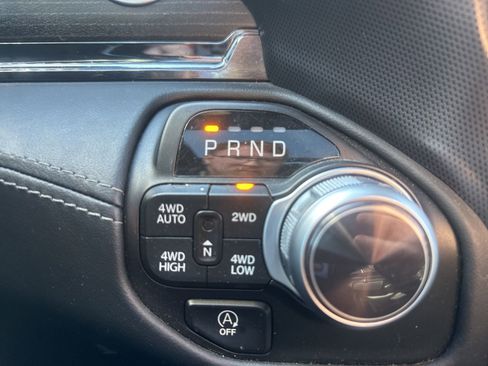 P R N D
4WD AUTO
2WD
N
4WD HIGH
4WD LOW
A
OFF